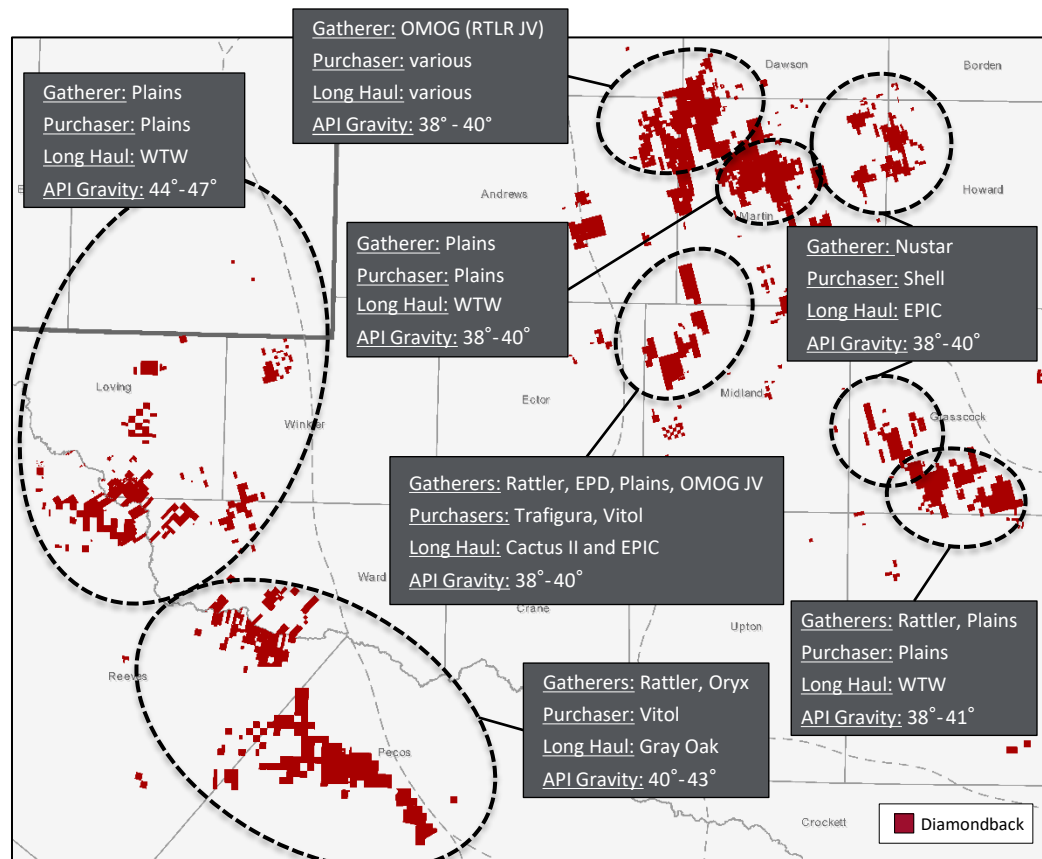 Gatherer: OMOG (RTLR JV)
Purchaser: various
Long Haul: various
API Gravity: 38° - 40°
Dawson
Borden
Gatherer: Plains
Purchaser: Plains
Long Haul: WTW
API Gravity: 44°-47°
Andrews
Howard
Martin
Gatherer: Plains
Purchaser: Plains
Long Haul: WTW
API Gravity: 38°-40°
Gatherer: Nustar
Purchaser: Shell
Long Haul: EPIC
API Gravity: 38°-40°
Loving
Winkler
Ector
Midland
Glasscock
Gatherers: Rattler, EPD, Plains, OMOG JV
Purchasers: Trafigura, Vitol
Long Haul: Cactus II and EPIC
API Gravity: 38°-40°
Ward
Crane
Upton
Gatherers: Rattler, Plains
Purchaser: Plains
Long Haul: WTW
API Gravity: 38°-41°
Reeves
Gatherers: Rattler, Oryx
Purchaser: Vitol
Long Haul: Gray Oak
API Gravity: 40°-43°
Pecos
Crockett
Diamondback